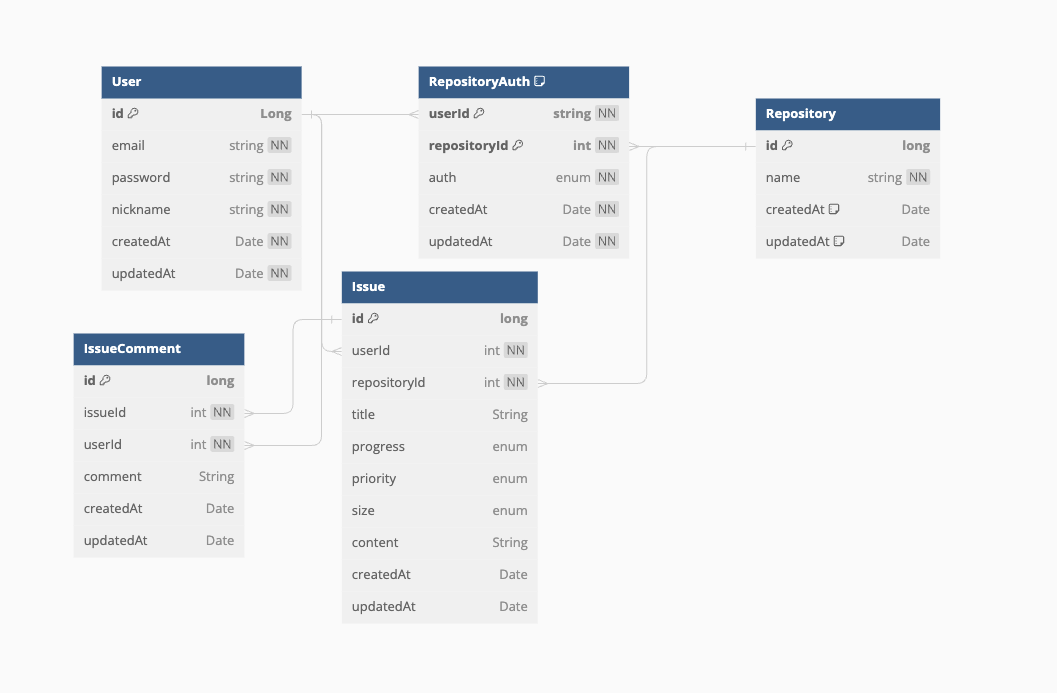 User
id Long
email string NN
password string NN
nickname string NN
createdAt Date NN
updatedAt Date NN
RepositoryAuth
userId string NN
repositoryId int NN
auth enum NN
createdAt Date NN
updatedAt Date NN
Repository
id long
name string NN
createdAt Date
updatedAt Date
Issue
id long
userId int NN
repositoryId int NN
title String
progress enum
priority enum
size enum
content String
createdAt Date
updatedAt Date
IssueComment
id long
issueId int NN
userId int NN
comment String
createdAt Date
updatedAt Date